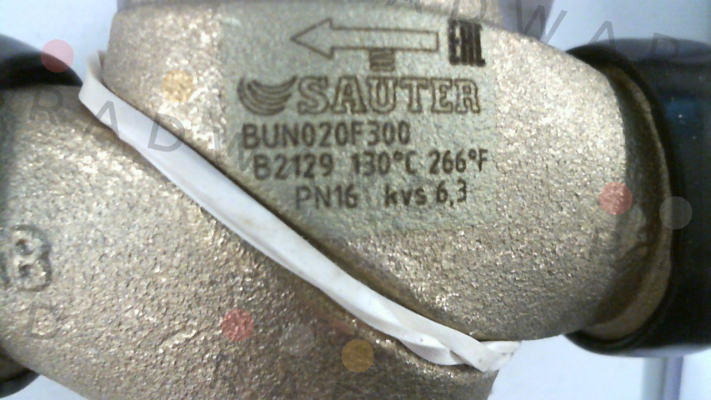 EAC
SAUTER
BUN020F300
B2129 130°C 266°F
PN16 kvs 6,3